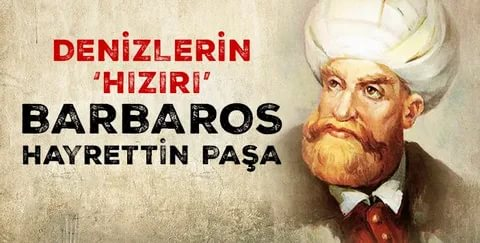 DENİZLERİN
‘HIZIRI’
BARBAROS
HAYRETTİN PAŞA